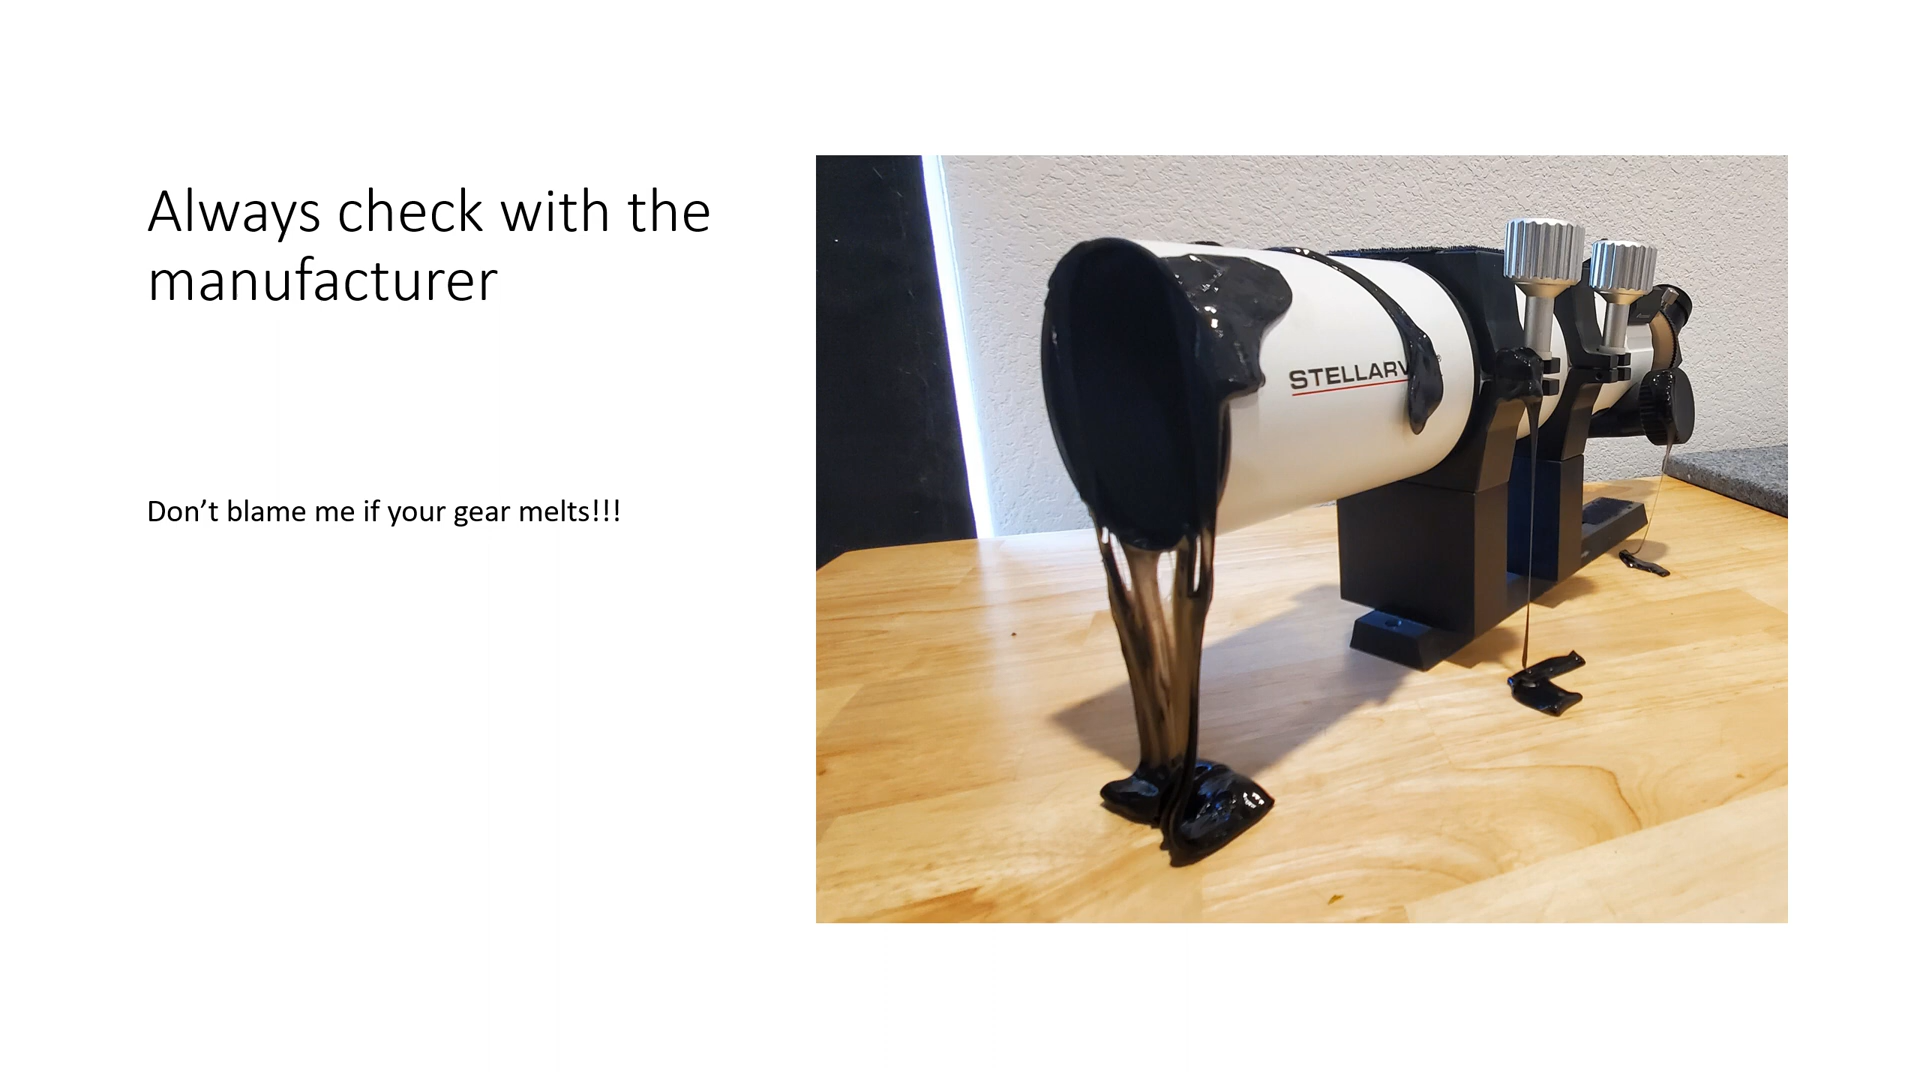 Always check with the
manufacturer
Don’t blame me if your gear melts!!!
STELLARV